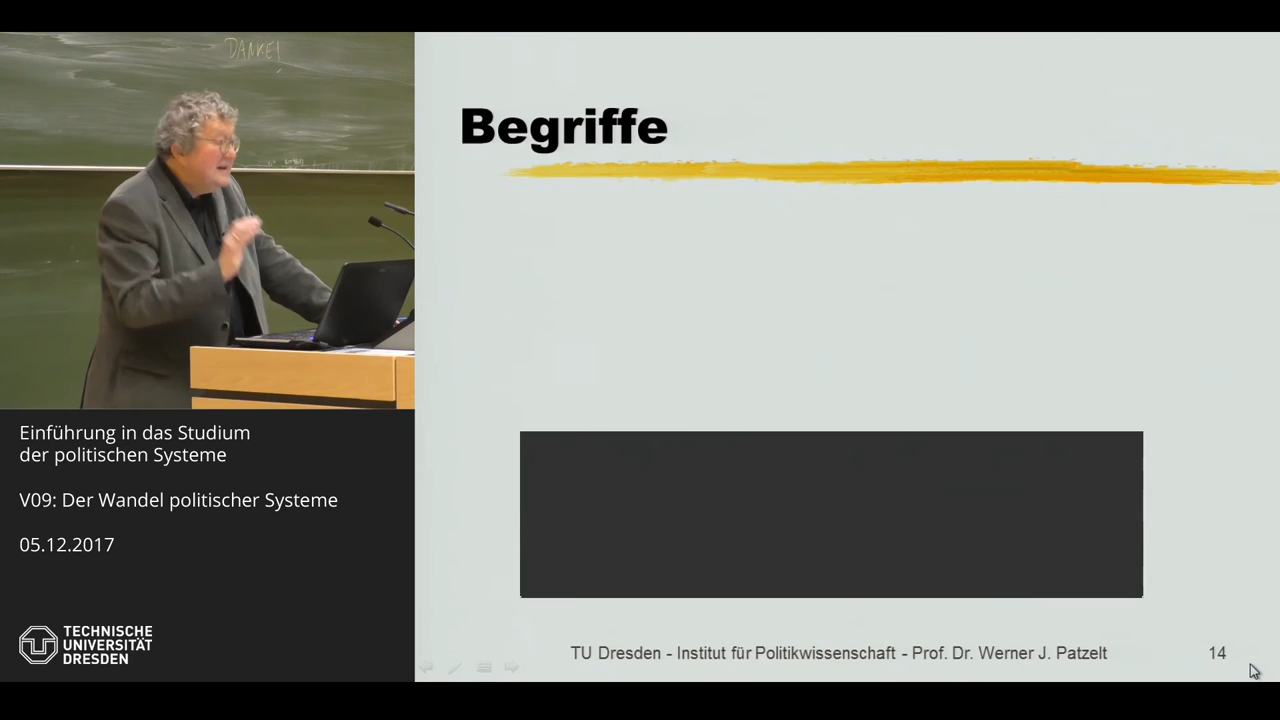 DANKE!
Begriffe
Einführung in das Studium
der politischen Systeme
V09: Der Wandel politischer Systeme
05.12.2017
TECHNISCHE
UNIVERSITÄT
DRESDEN
TU Dresden - Institut für Politikwissenschaft - Prof. Dr. Werner J. Patzelt
14